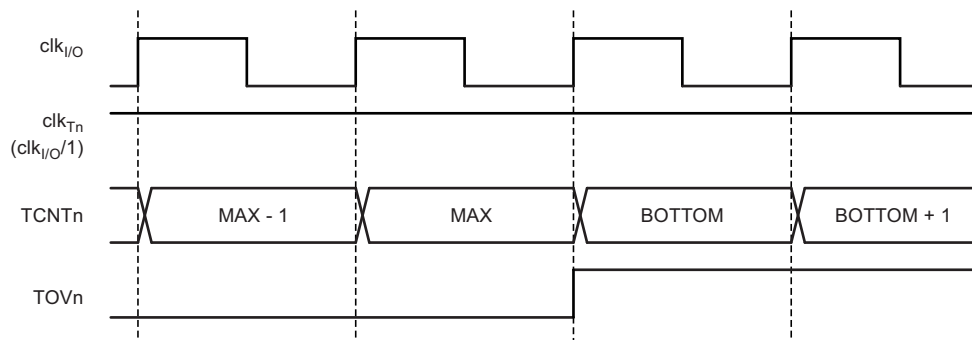 clkI/O
clkTn
(clkI/O/1)
TCNTn MAX - 1 MAX BOTTOM BOTTOM + 1
TOVn